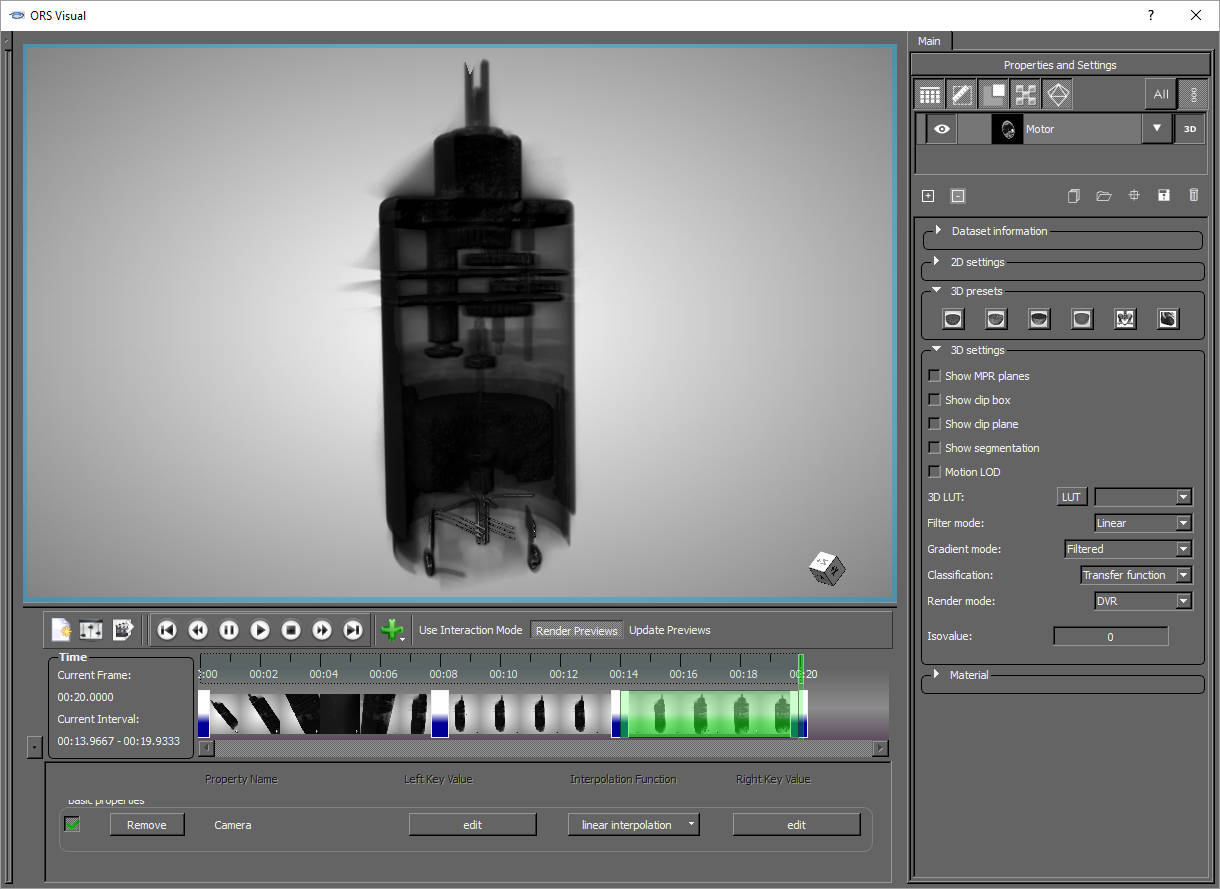 ORS Visual
?
Main
Properties and Settings
All
Motor
3D
Dataset information
2D settings
3D presets
3D settings
Show MPR planes
Show clip box
Show clip plane
Show segmentation
Motion LOD
3D LUT: LUT
Filter mode: Linear
Gradient mode: Filtered
Classification: Transfer function
Render mode: DVR
Isovalue: 0
Material
Use Interaction Mode Render Previews Update Previews
Time
Current Frame:
00:20.0000
Current Interval:
00:13.9667 - 00:19.9333
:00 00:02 00:04 00:06 00:08 00:10 00:12 00:14 00:16 00:18 00:20
Property Name Left Key Value Interpolation Function Right Key Value
Basic properties
Remove Camera edit linear interpolation edit